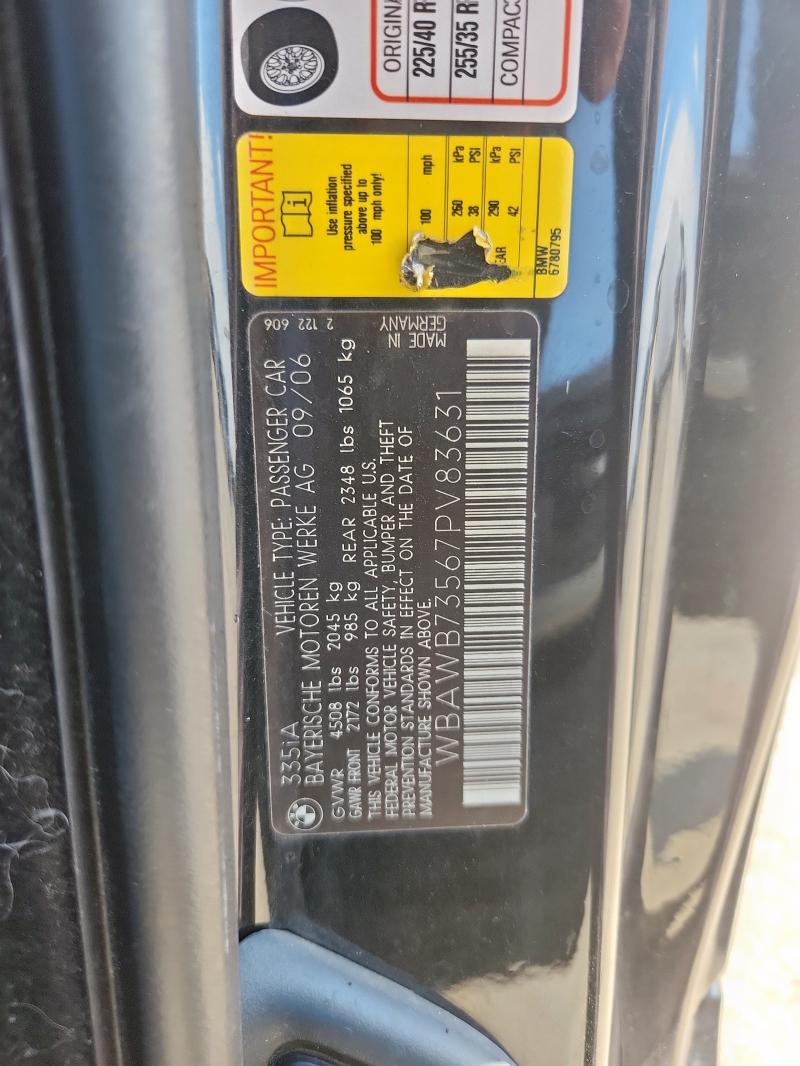 ORIGINA
225/40 R
255/35 R
COMPAC
IMPORTANT!
Use inflation
pressure specified
above up to
100 mph only!
100 mph
260 kPa
38 PSI
290 kPa
42 PSI
BMW
6780795
335iA VEHICLE TYPE: PASSENGER CAR
BAYERISCHE MOTOREN WERKE AG 09/06
GVWR 4508 lbs 2045 kg
GAWR FRONT 2172 lbs 985 kg REAR 2348 lbs 1065 kg
THIS VEHICLE CONFORMS TO ALL APPLICABLE U.S.
FEDERAL MOTOR VEHICLE SAFETY, BUMPER AND THEFT
PREVENTION STANDARDS IN EFFECT ON THE DATE OF
MANUFACTURE SHOWN ABOVE.
WBAWB73567PV83631
2 122 606
MADE IN
GERMANY